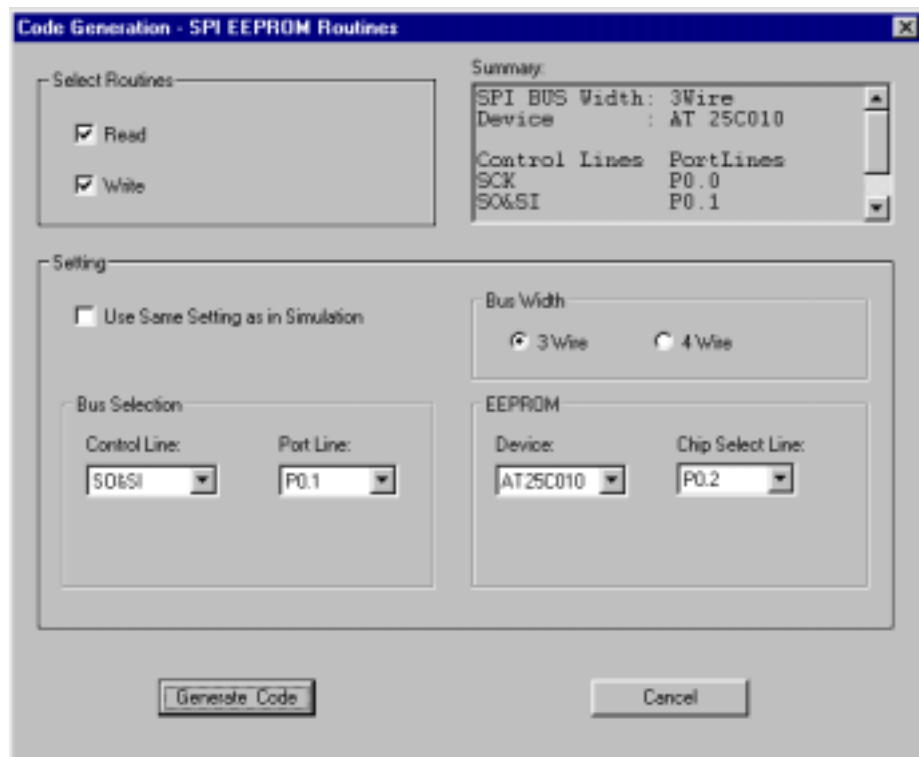 Code Generation - SPI EEPROM Routines
Select Routines
Read
Write
Summary:
SPI BUS Width: 3Wire
Device : AT 25C010
Control Lines PortLines
SCK P0.0
SO&SI P0.1
Setting
Use Same Setting as in Simulation
Bus Width
3 Wire 4 Wire
Bus Selection
Control Line: Port Line:
SO&SI P0.1
EEPROM
Device: Chip Select Line:
AT25C010 P0.2
Generate Code Cancel